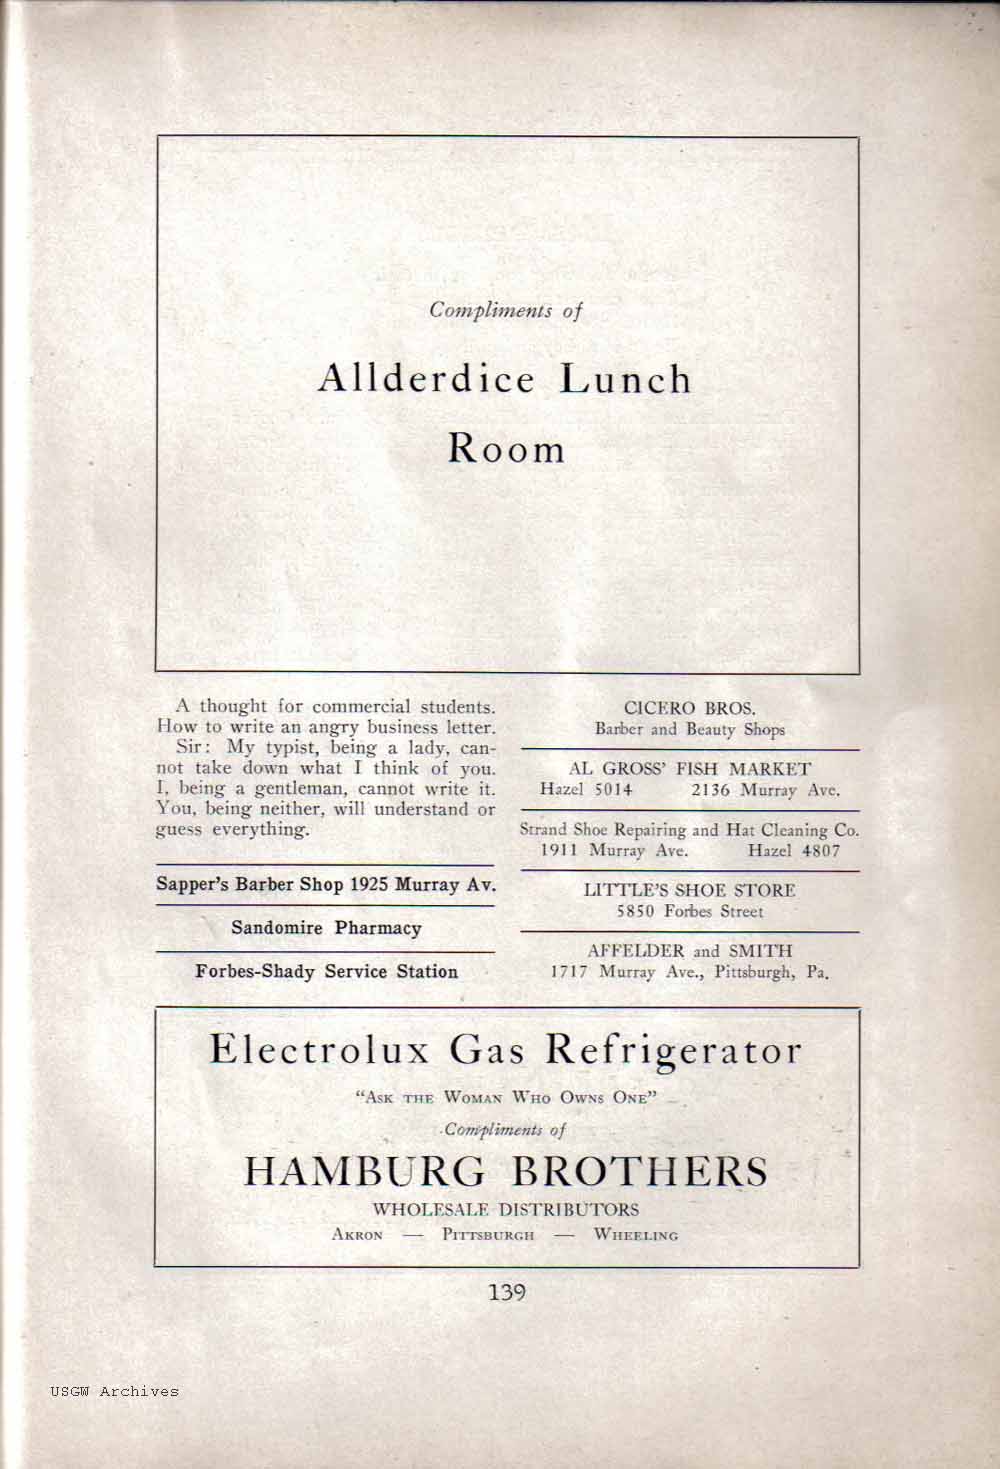 Compliments of
Allderdice Lunch
Room
A thought for commercial students.
How to write an angry business letter.
Sir: My typist, being a lady, can-
not take down what I think of you.
I, being a gentleman, cannot write it.
You, being neither, will understand or
guess everything.
Sapper's Barber Shop 1925 Murray Av.
Sandomire Pharmacy
Forbes-Shady Service Station
CICERO BROS.
Barber and Beauty Shops
AL GROSS' FISH MARKET
Hazel 5014 2136 Murray Ave.
Strand Shoe Repairing and Hat Cleaning Co.
1911 Murray Ave. Hazel 4807
LITTLE'S SHOE STORE
5850 Forbes Street
AFFELDER and SMITH
1717 Murray Ave., Pittsburgh, Pa.
Electrolux Gas Refrigerator
"Ask the Woman Who Owns One"
Compliments of
HAMBURG BROTHERS
WHOLESALE DISTRIBUTORS
Akron — Pittsburgh — Wheeling
139
USGW Archives